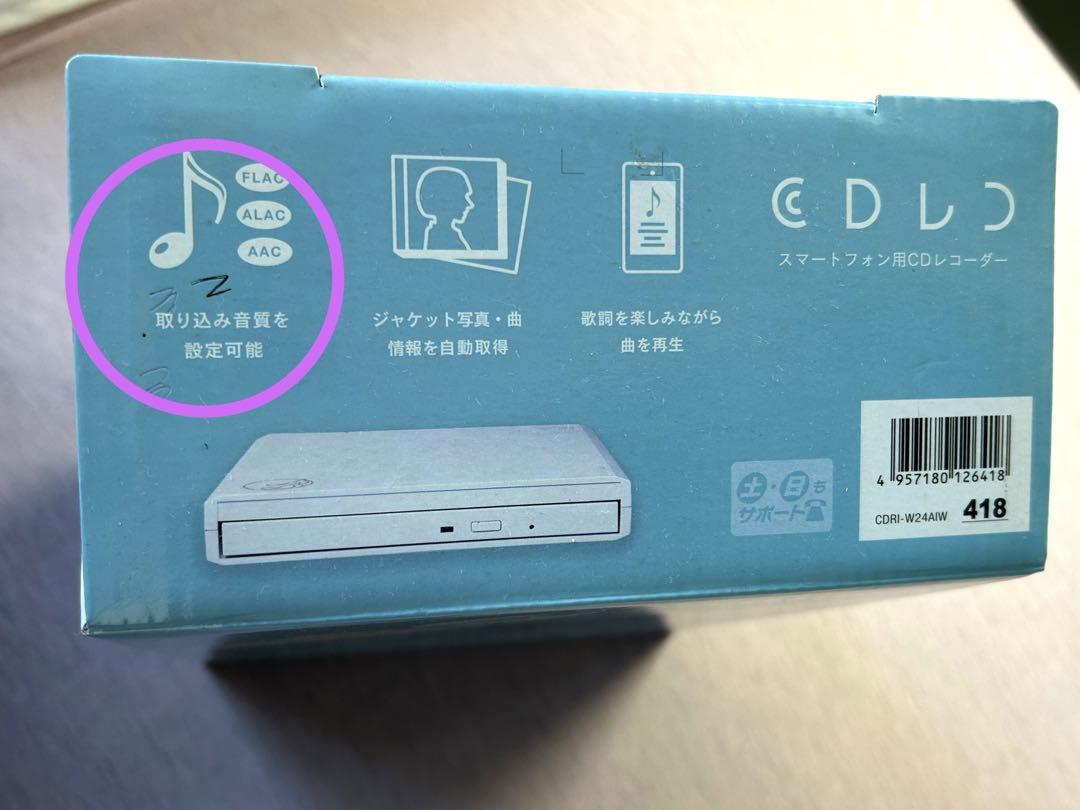 FLAC
ALAC
AAC
取り込み音質を
設定可能
ジャケット写真・曲
情報を自動取得
歌詞を楽しみながら
曲を再生
CDレコ
スマートフォン用CDレコーダー
土・日も
サポート
4 957180 126418
CDRI-W24AIW 418